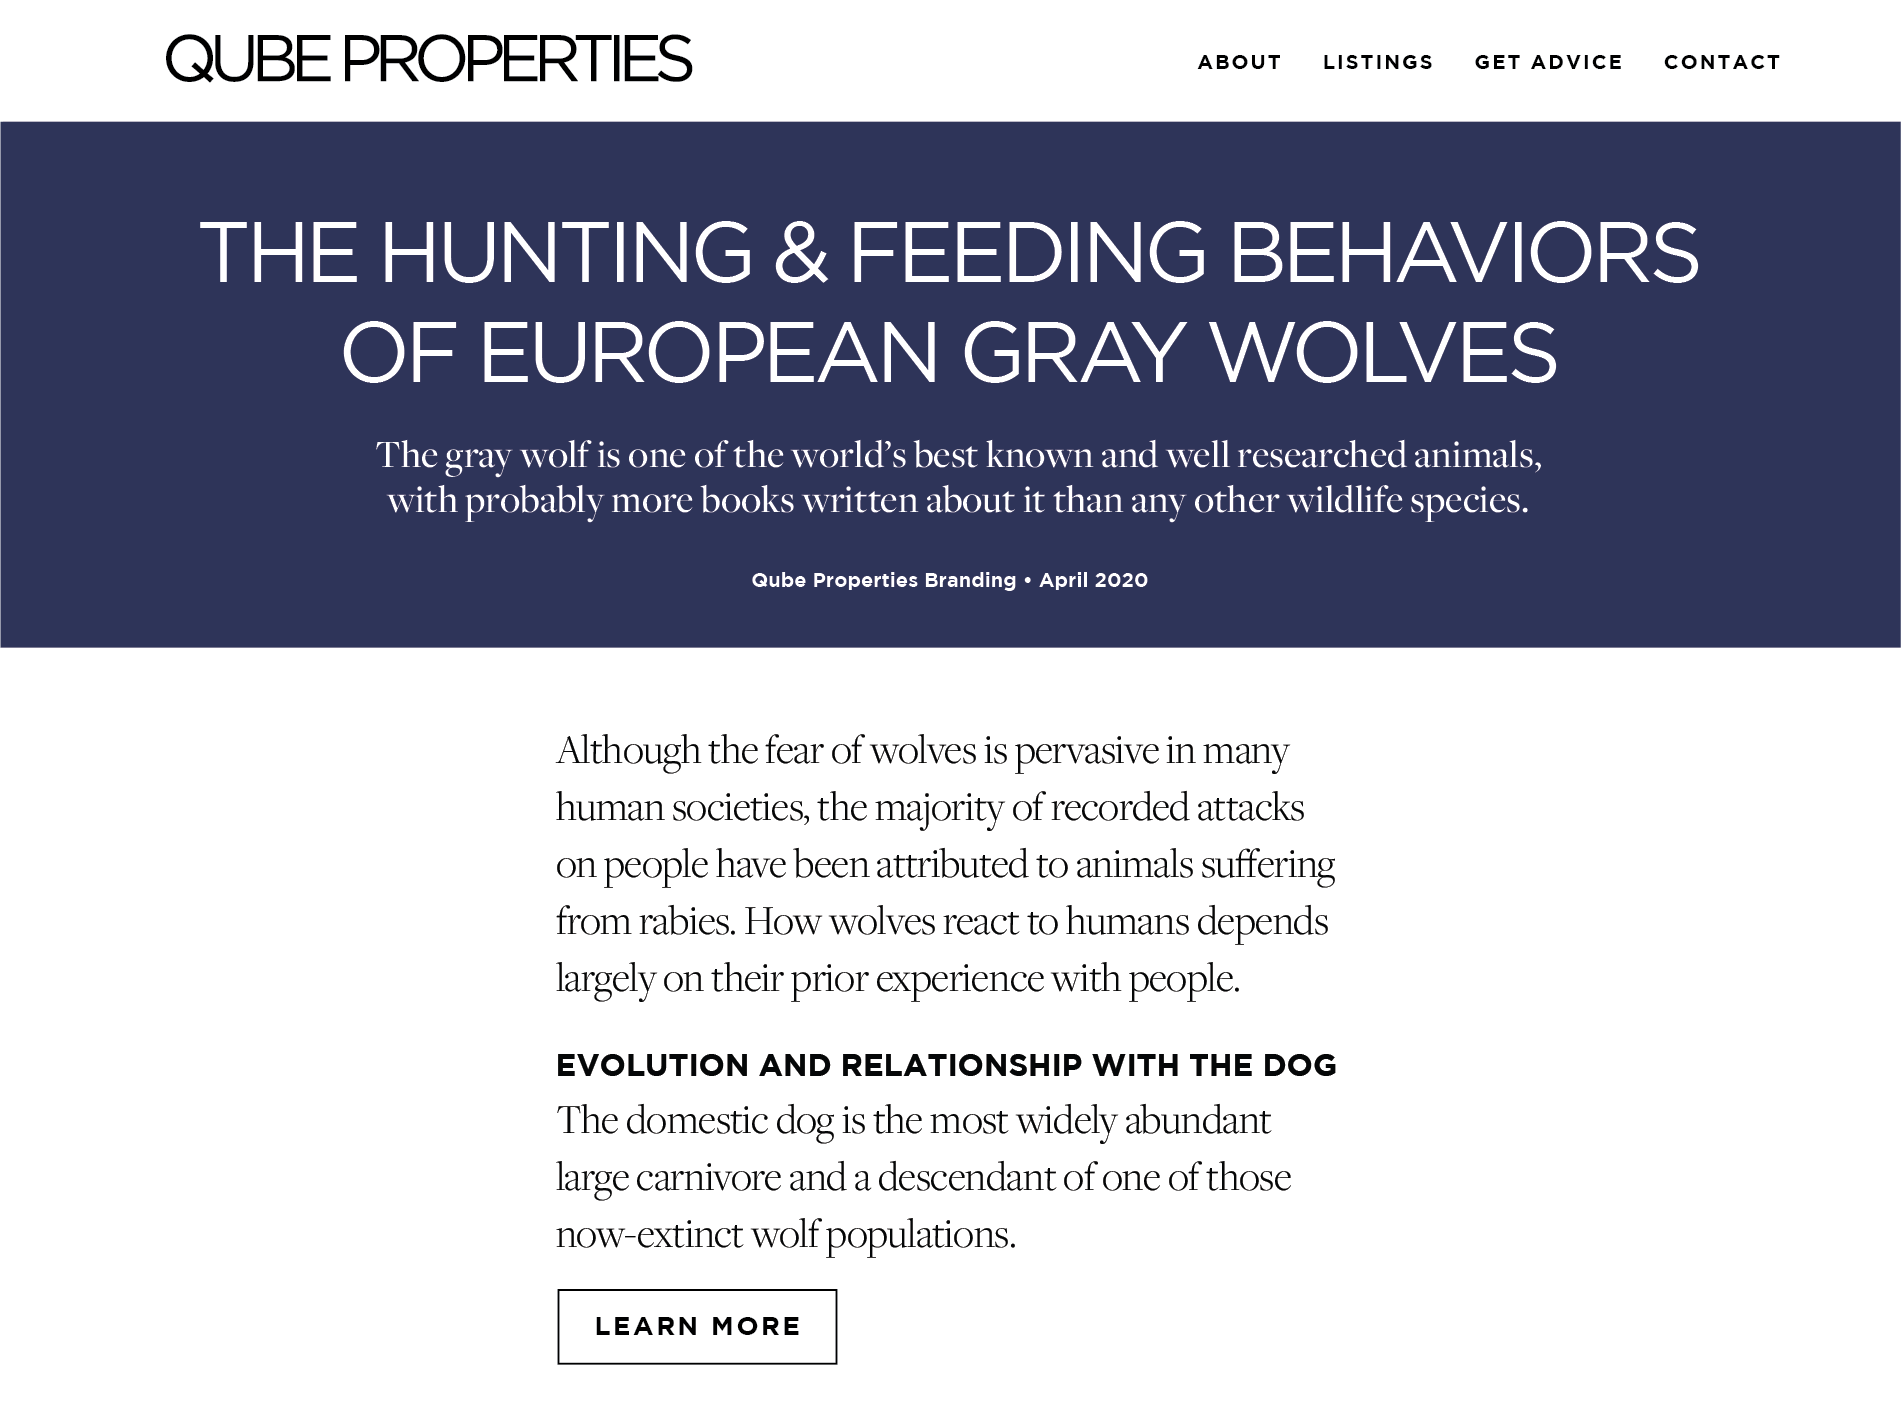 QUBE PROPERTIES
ABOUT LISTINGS GET ADVICE CONTACT
THE HUNTING & FEEDING BEHAVIORS
OF EUROPEAN GRAY WOLVES
The gray wolf is one of the world’s best known and well researched animals,
with probably more books written about it than any other wildlife species.
Qube Properties Branding • April 2020
Although the fear of wolves is pervasive in many
human societies, the majority of recorded attacks
on people have been attributed to animals suffering
from rabies. How wolves react to humans depends
largely on their prior experience with people.
EVOLUTION AND RELATIONSHIP WITH THE DOG
The domestic dog is the most widely abundant
large carnivore and a descendant of one of those
now-extinct wolf populations.
LEARN MORE